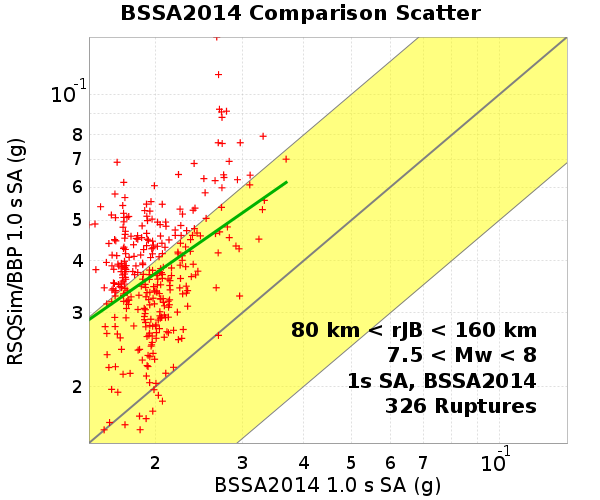 BSSA2014 Comparison Scatter
RSQSim/BBP 1.0 s SA (g)
10-1
8
7
6
5
4
3
2
80 km < rJB < 160 km
7.5 < Mw < 8
1s SA, BSSA2014
326 Ruptures
2 3 4 5 6 7 10-1
BSSA2014 1.0 s SA (g)